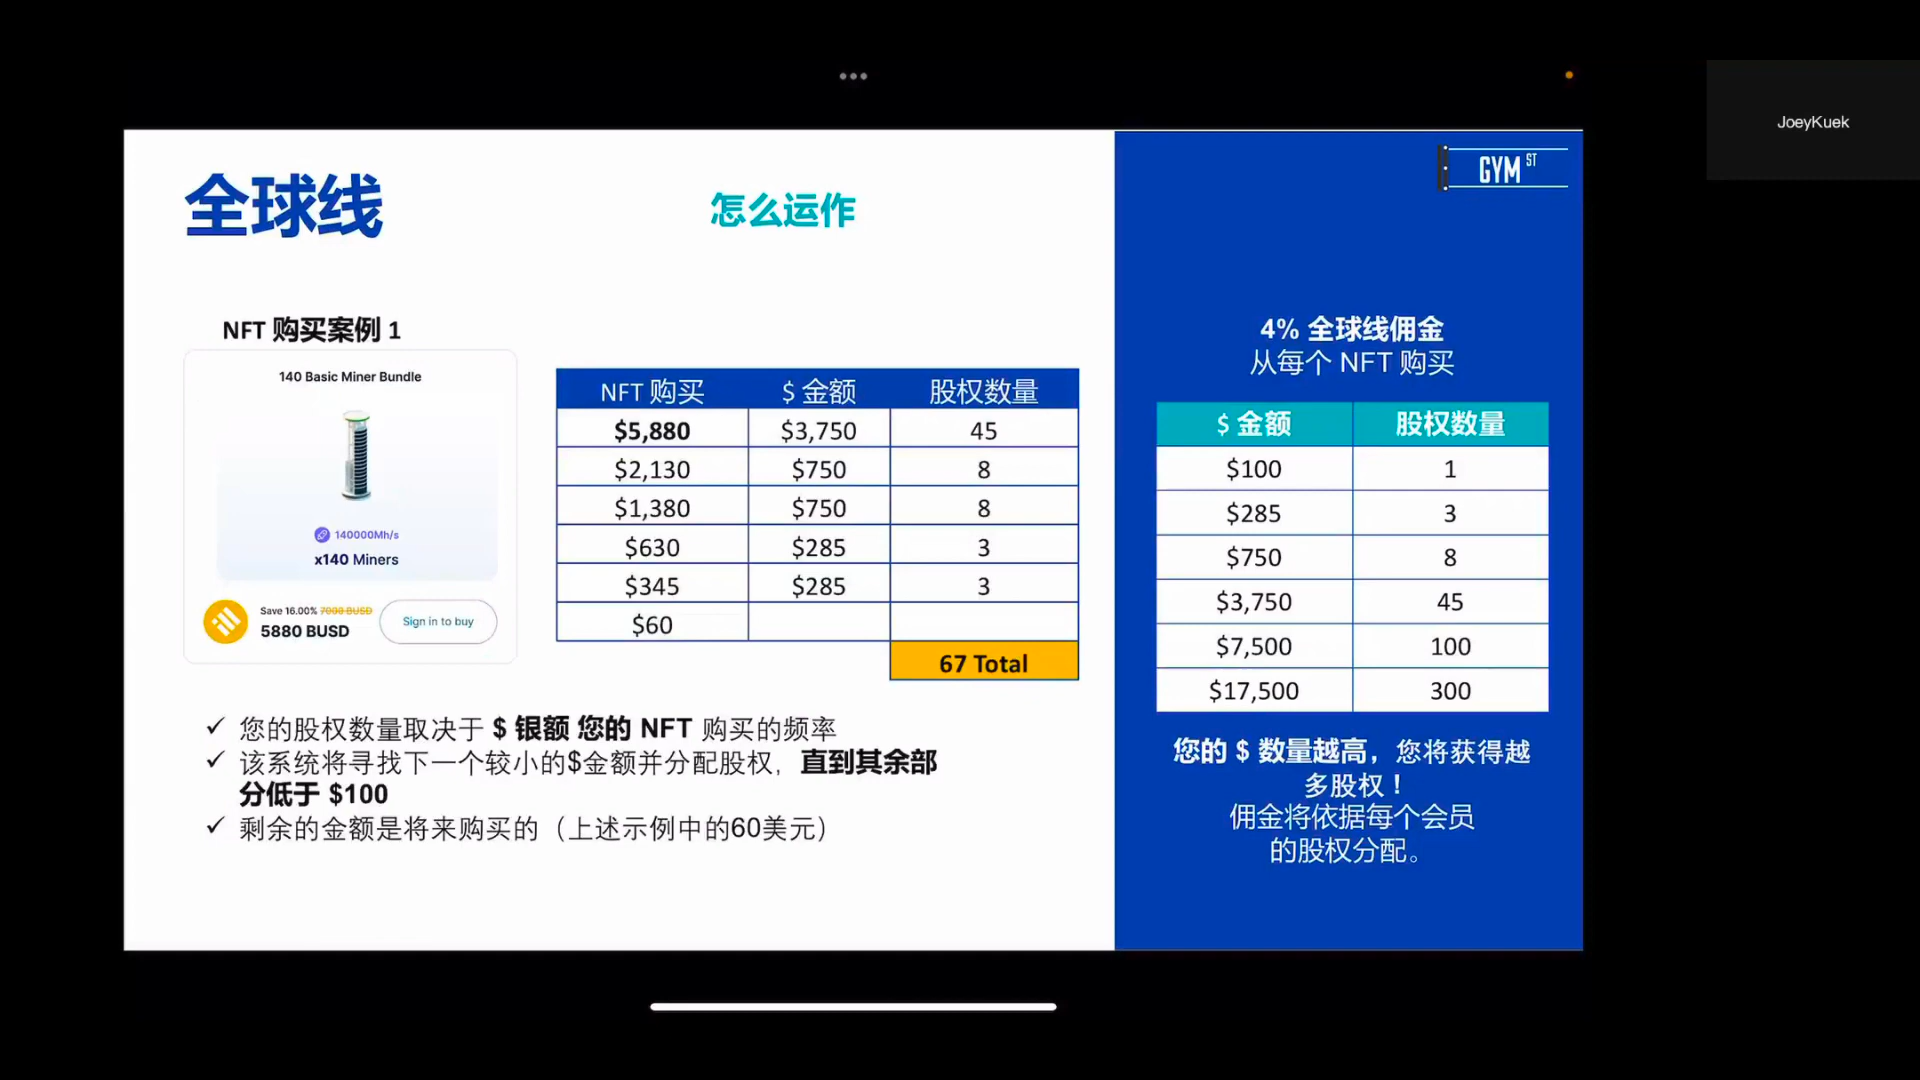 JoeyKuek
GYM ST
全球线
怎么运作
NFT 购买案例 1
140 Basic Miner Bundle
140000Mh/s
x140 Miners
Save 16.00% 7000 BUSD
5880 BUSD
Sign in to buy
NFT 购买 $ 金额 股权数量
$5,880 $3,750 45
$2,130 $750 8
$1,380 $750 8
$630 $285 3
$345 $285 3
$60
67 Total
您的股权数量取决于 $ 银额 您的 NFT 购买的频率
该系统将寻找下一个较小的$金额并分配股权，直到其余部
分低于 $100
剩余的金额是将来购买的（上述示例中的60美元）
4% 全球线佣金
从每个 NFT 购买
$ 金额 股权数量
$100 1
$285 3
$750 8
$3,750 45
$7,500 100
$17,500 300
您的 $ 数量越高，您将获得越
多股权！
佣金将依据每个会员
的股权分配。